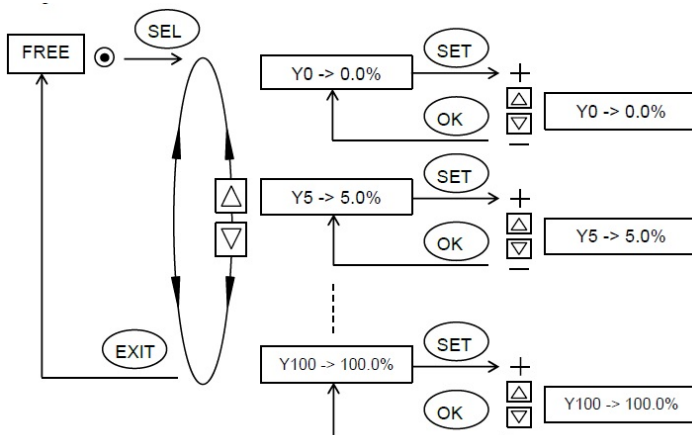 FREE
SEL
EXIT
Y0 -> 0.0%
SET
+
OK
−
Y0 -> 0.0%
Y5 -> 5.0%
SET
+
OK
−
Y5 -> 5.0%
Y100 -> 100.0%
SET
+
OK
Y100 -> 100.0%